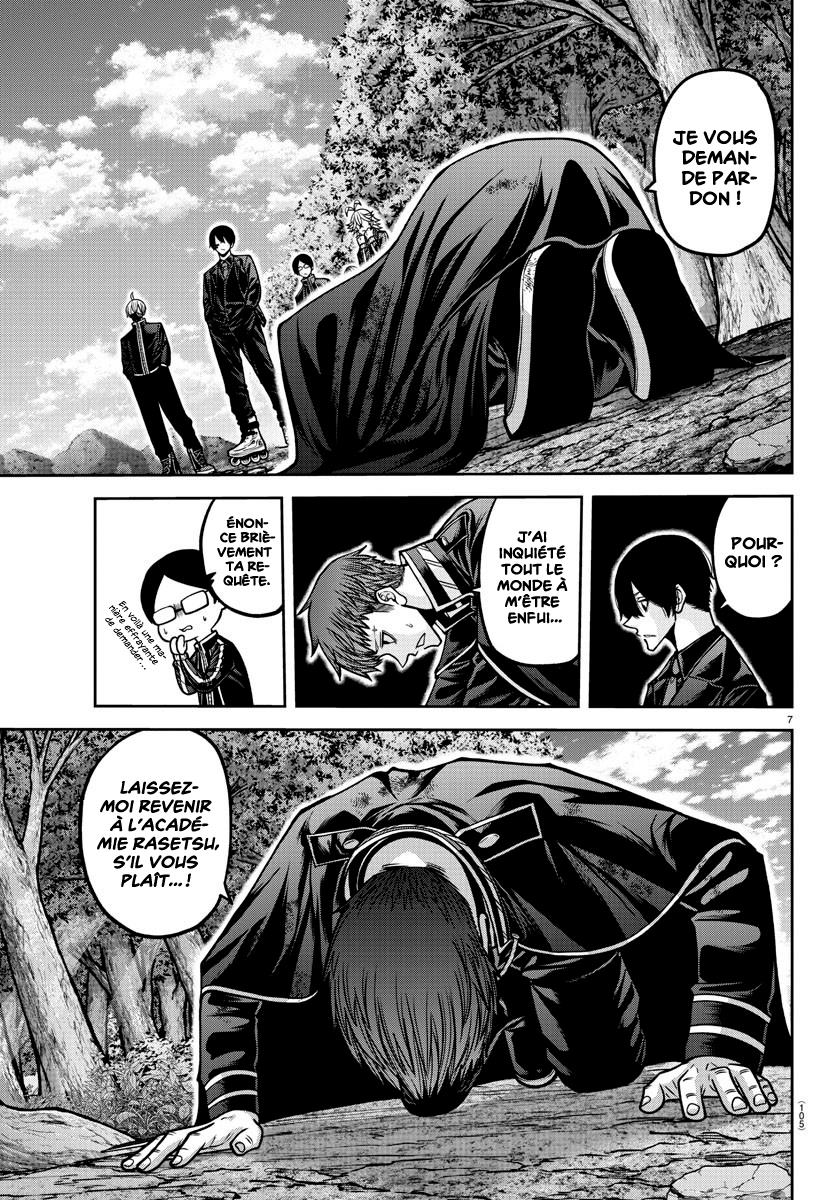 JE VOUS
DEMAN-
DE PAR-
DON !
POUR-
QUOI ?
J'AI
INQUIÉTÉ
TOUT LE
MONDE À
M'ÊTRE
ENFUI...
ÉNON-
CE BRIÈ-
VEMENT
TA RE-
QUÊTE.
En voilà une ma-
nière effrayante
de demander...
7
LAISSEZ-
MOI REVENIR
À L'ACADÉ-
MIE RASETSU,
S'IL VOUS
PLAÎT...!
(105)